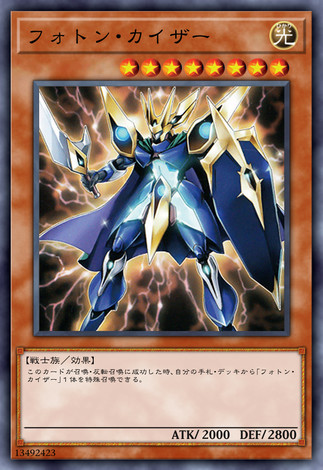 フォトン・カイザー
光
【戦士族／効果】
このカードが召喚・反転召喚に成功した時、自分の手札・デッキから「フォトン・
カイザー」１体を特殊召喚できる。
ATK/ 2000 DEF/2800
13492423